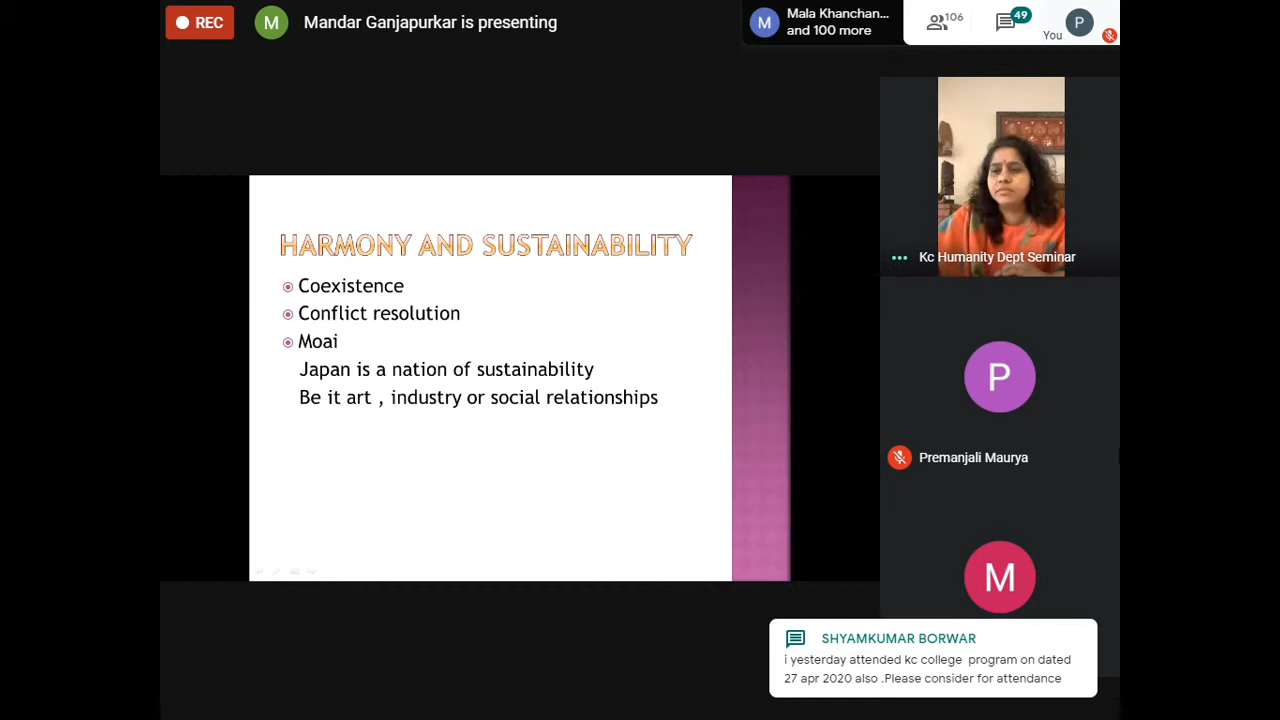 REC
M
Mandar Ganjapurkar is presenting
M
Mala Khanchan...
and 100 more
106
49
You
P
HARMONY AND SUSTAINABILITY
Coexistence
Conflict resolution
Moai
Japan is a nation of sustainability
Be it art , industry or social relationships
Kc Humanity Dept Seminar
P
Premanjali Maurya
M
SHYAMKUMAR BORWAR
i yesterday attended kc college program on dated
27 apr 2020 also .Please consider for attendance